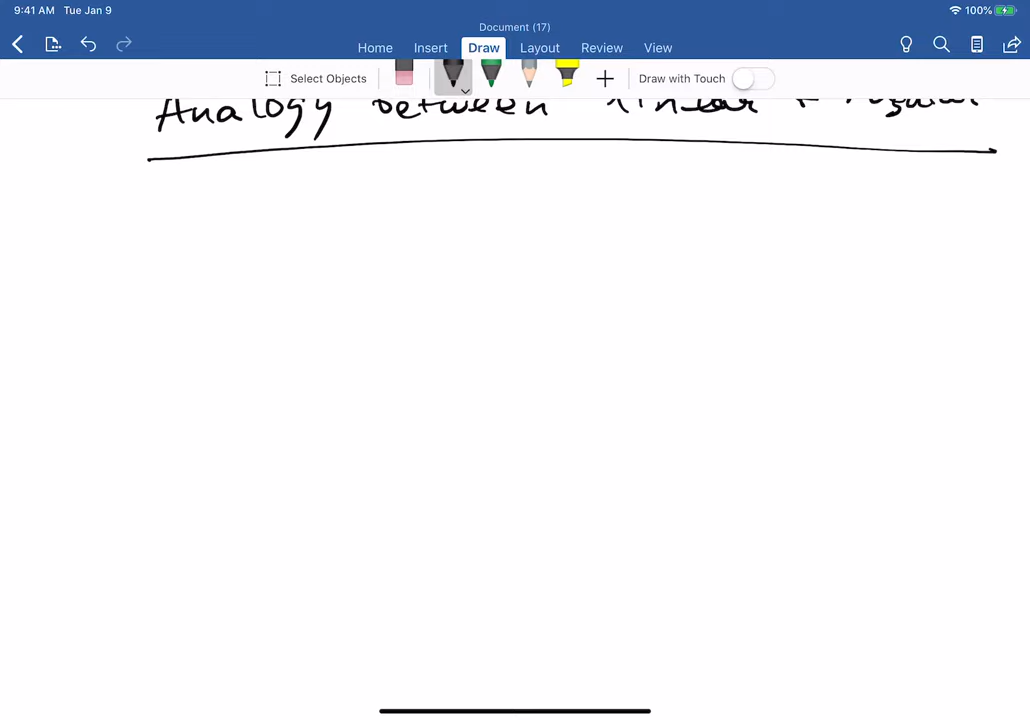 9:41 AM Tue Jan 9 100%
Document (17)
Home Insert Draw Layout Review View
Select Objects Draw with Touch
Analogy between linear +